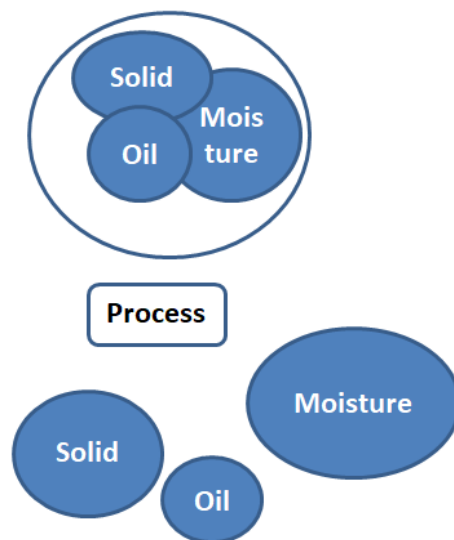 Solid
Mois
ture
Oil
Process
Moisture
Solid
Oil